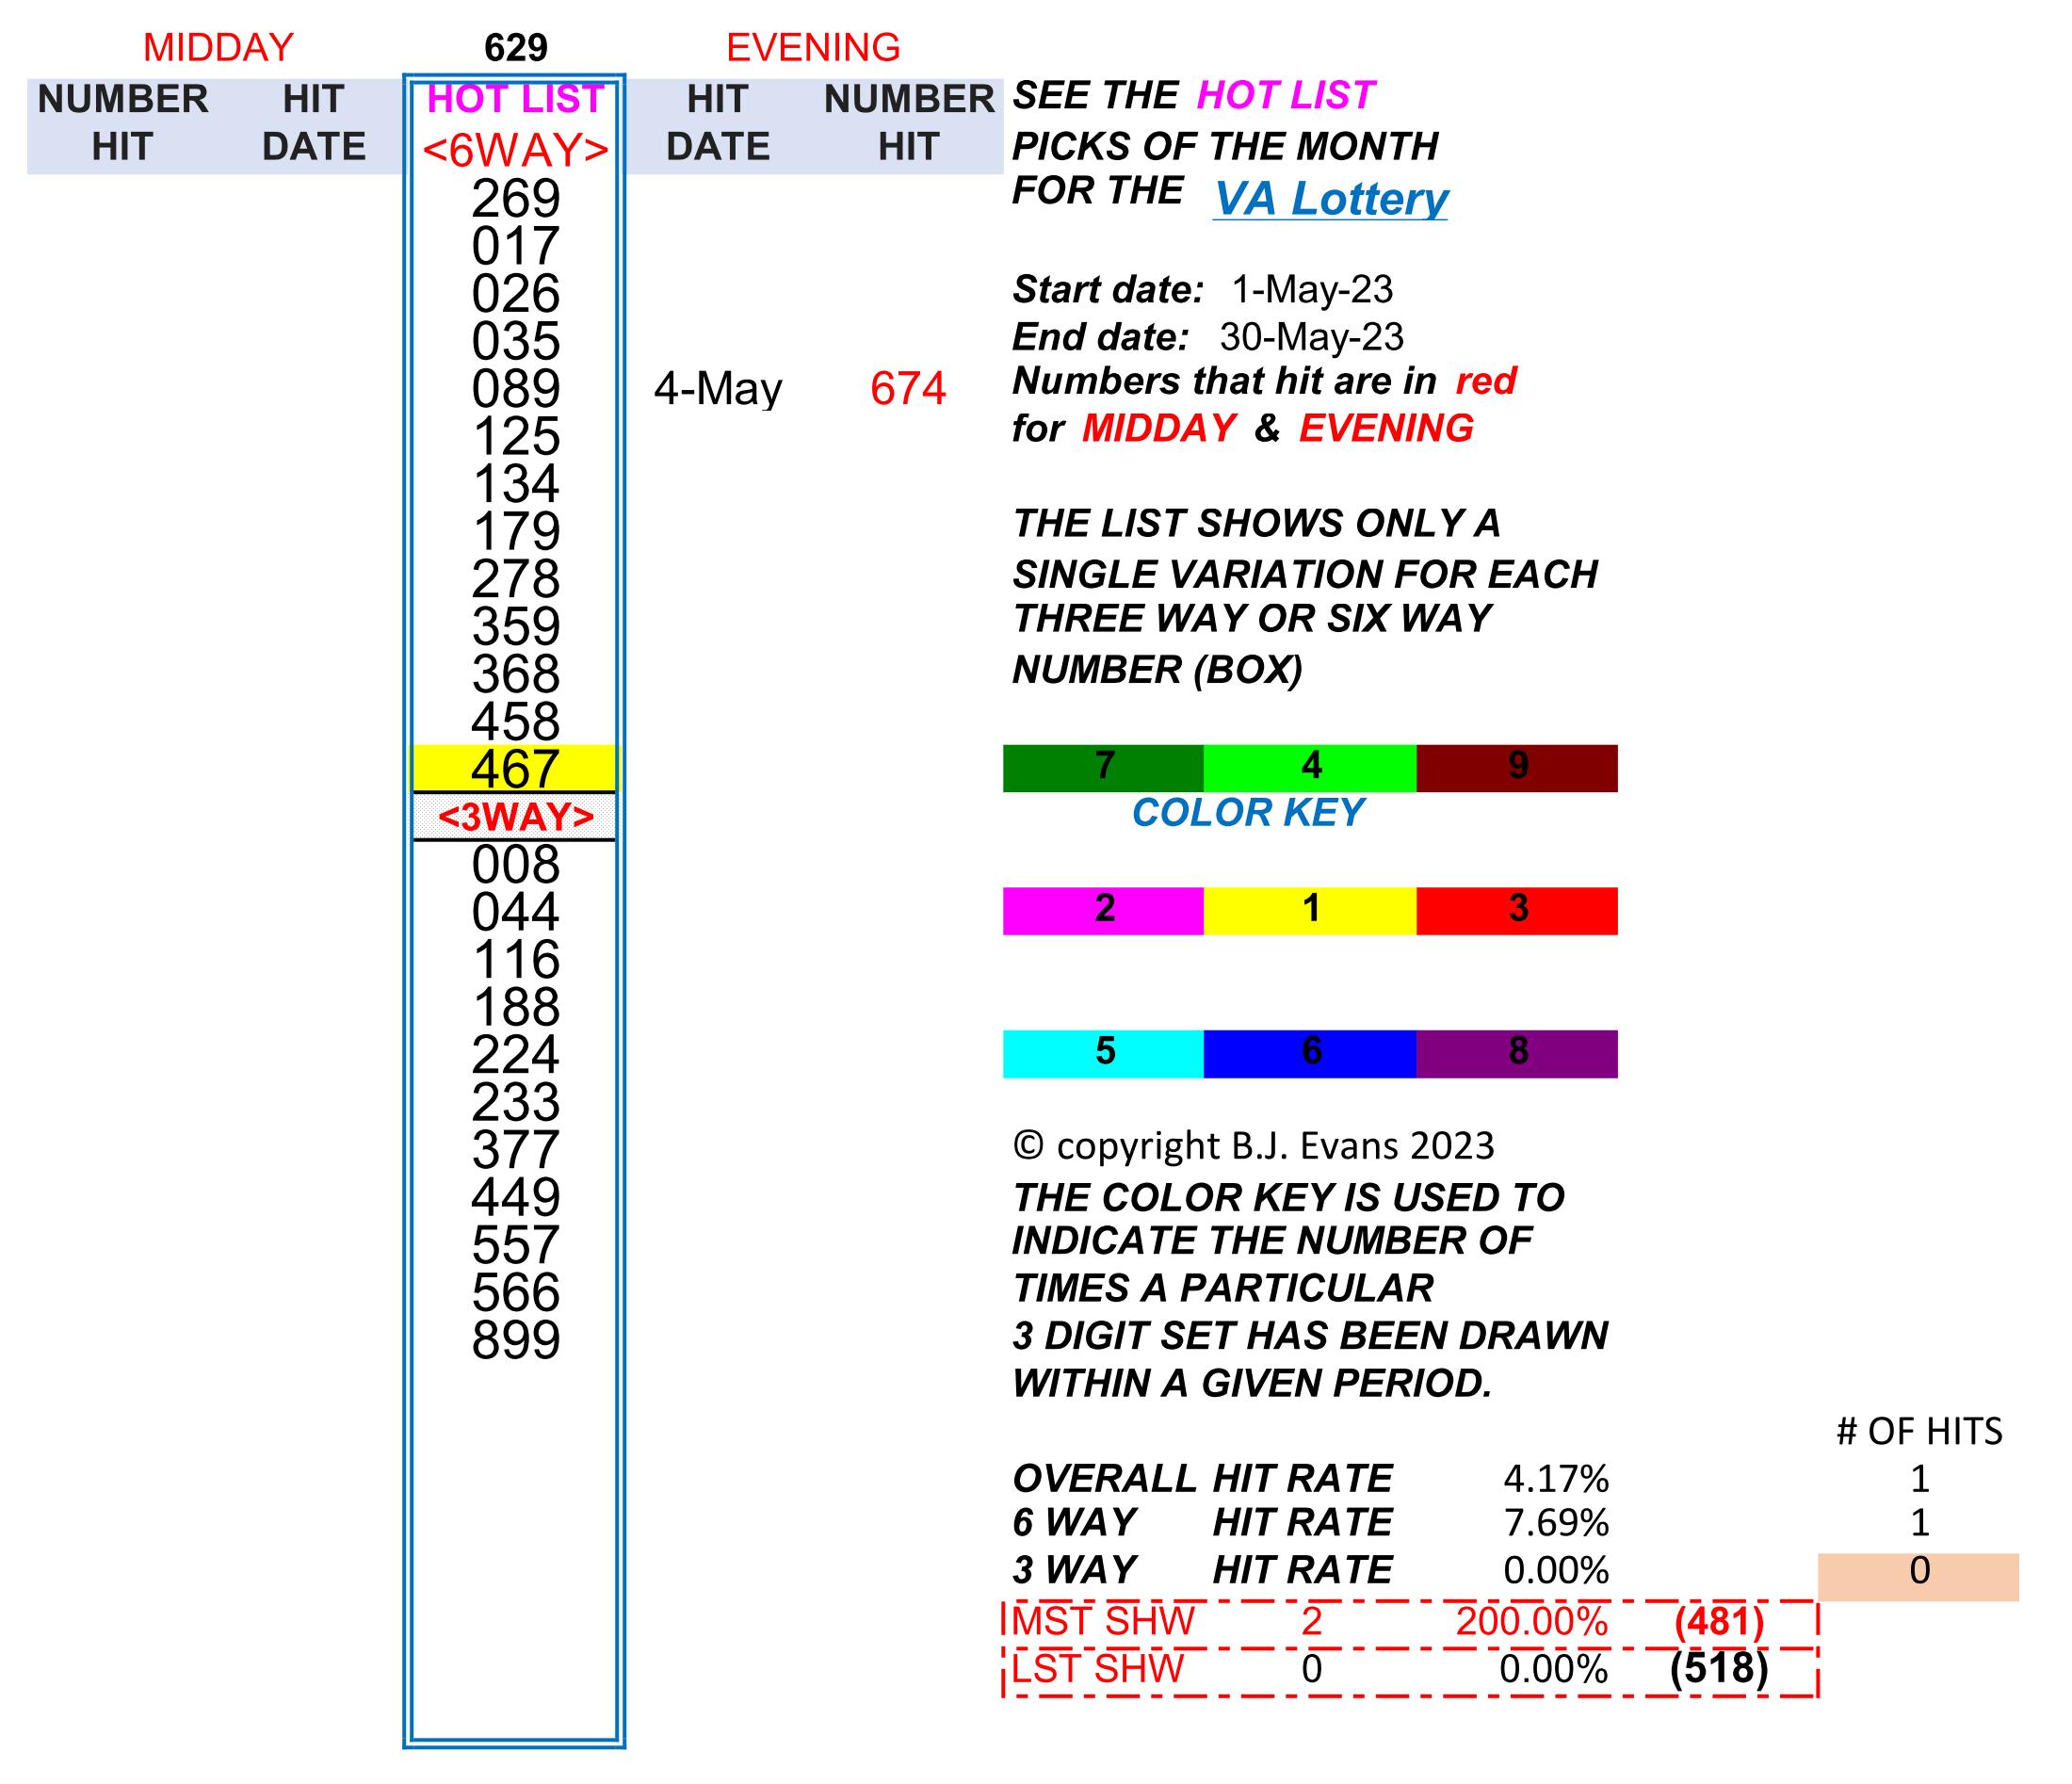 MIDDAY 629 EVENING
NUMBER HIT HOT LIST HIT NUMBER
HIT DATE <6WAY> DATE HIT
269
017
026
035
089 4-May 674
125
134
179
278
359
368
458
467
<3WAY>
008
044
116
188
224
233
377
449
557
566
899
SEE THE HOT LIST
PICKS OF THE MONTH
FOR THE VA Lottery
Start date: 1-May-23
End date: 30-May-23
Numbers that hit are in red
for MIDDAY & EVENING
THE LIST SHOWS ONLY A
SINGLE VARIATION FOR EACH
THREE WAY OR SIX WAY
NUMBER (BOX)
7 4 9
COLOR KEY
2 1 3
5 6 8
© copyright B.J. Evans 2023
THE COLOR KEY IS USED TO
INDICATE THE NUMBER OF
TIMES A PARTICULAR
3 DIGIT SET HAS BEEN DRAWN
WITHIN A GIVEN PERIOD.
# OF HITS
OVERALL HIT RATE 4.17% 1
6 WAY HIT RATE 7.69% 1
3 WAY HIT RATE 0.00% 0
MST SHW 2 200.00% (481)
LST SHW 0 0.00% (518)